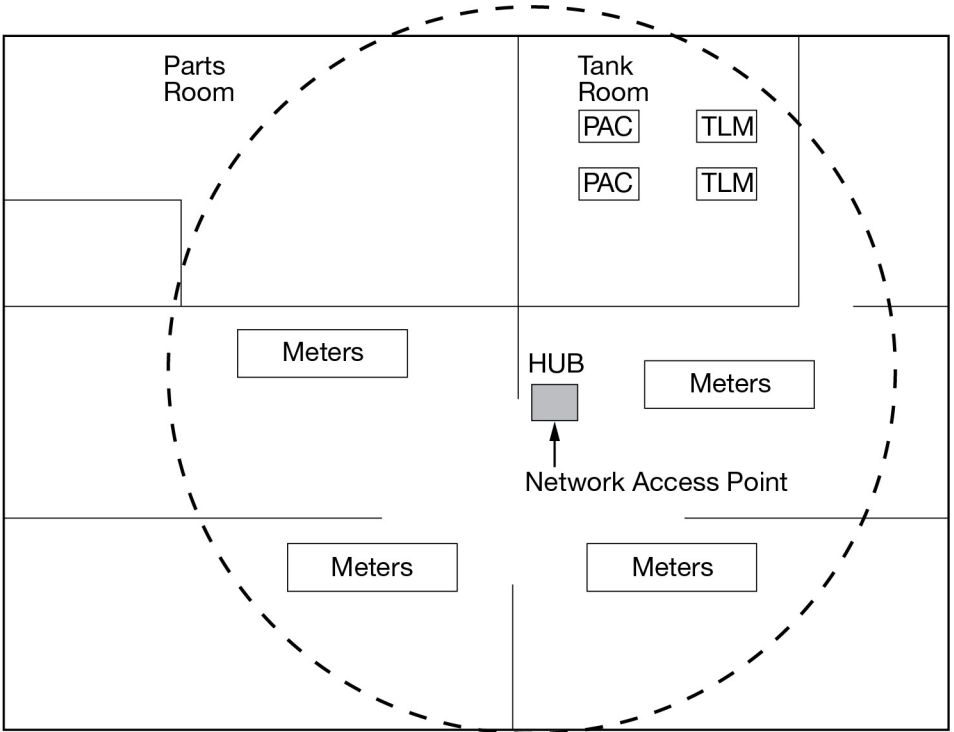 Parts
Room
Tank
Room
PAC
TLM
PAC
TLM
Meters
HUB
Meters
Network Access Point
Meters
Meters